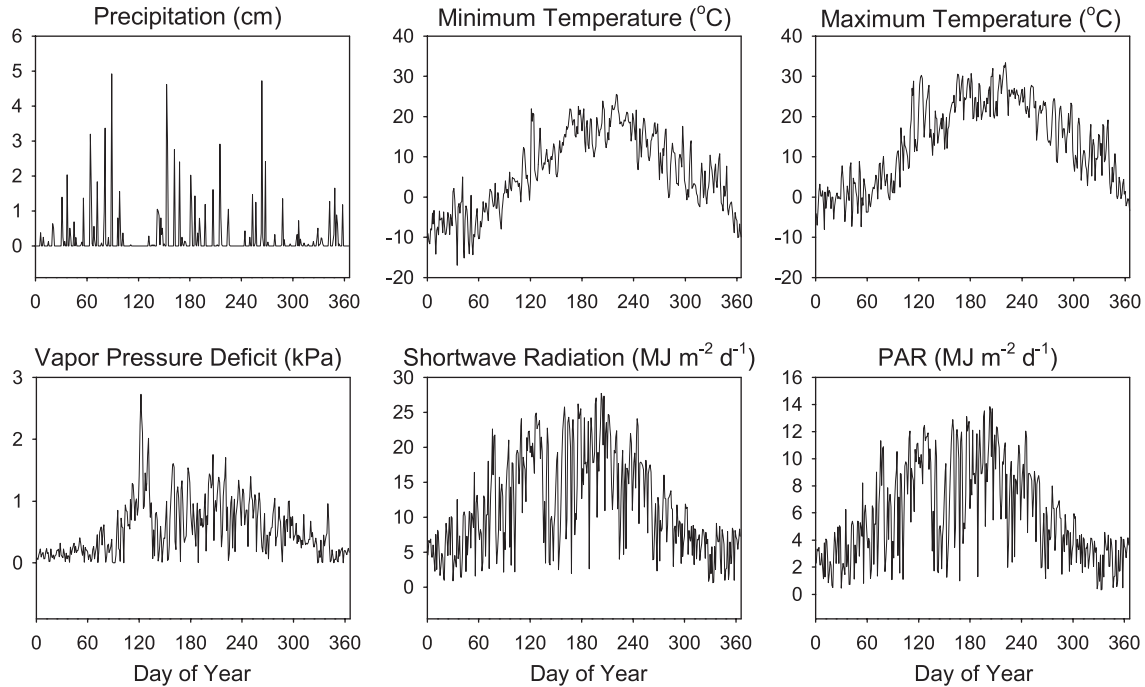 Precipitation (cm)
6
5
4
3
2
1
0
0 60 120 180 240 300 360
Minimum Temperature (°C)
40
30
20
10
0
-10
-20
0 60 120 180 240 300 360
Maximum Temperature (°C)
40
30
20
10
0
-10
-20
0 60 120 180 240 300 360
Vapor Pressure Deficit (kPa)
3
2
1
0
0 60 120 180 240 300 360
Day of Year
Shortwave Radiation (MJ m⁻² d⁻¹)
30
25
20
15
10
5
0
0 60 120 180 240 300 360
Day of Year
PAR (MJ m⁻² d⁻¹)
16
14
12
10
8
6
4
2
0
0 60 120 180 240 300 360
Day of Year